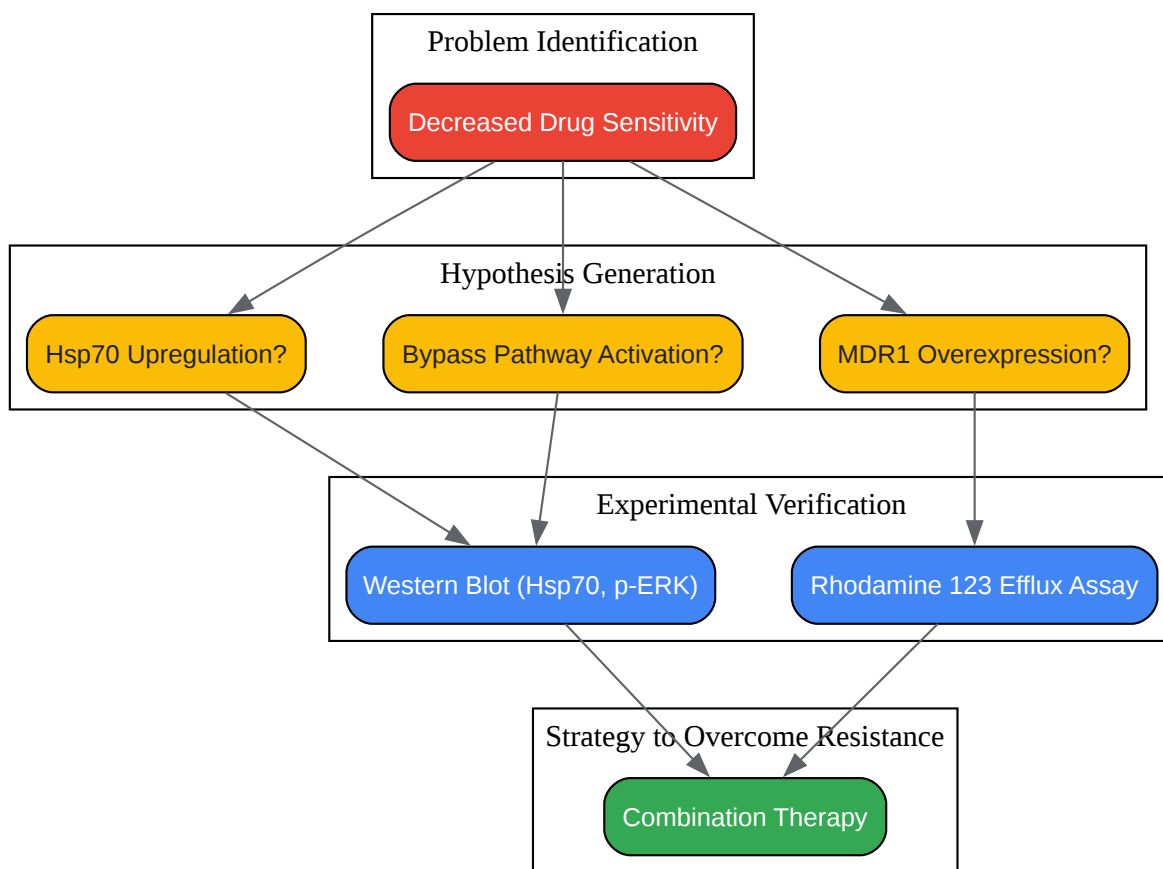 Problem Identification
Decreased Drug Sensitivity
Hypothesis Generation
Hsp70 Upregulation?
Bypass Pathway Activation?
MDR1 Overexpression?
Experimental Verification
Western Blot (Hsp70, p-ERK)
Rhodamine 123 Efflux Assay
Strategy to Overcome Resistance
Combination Therapy